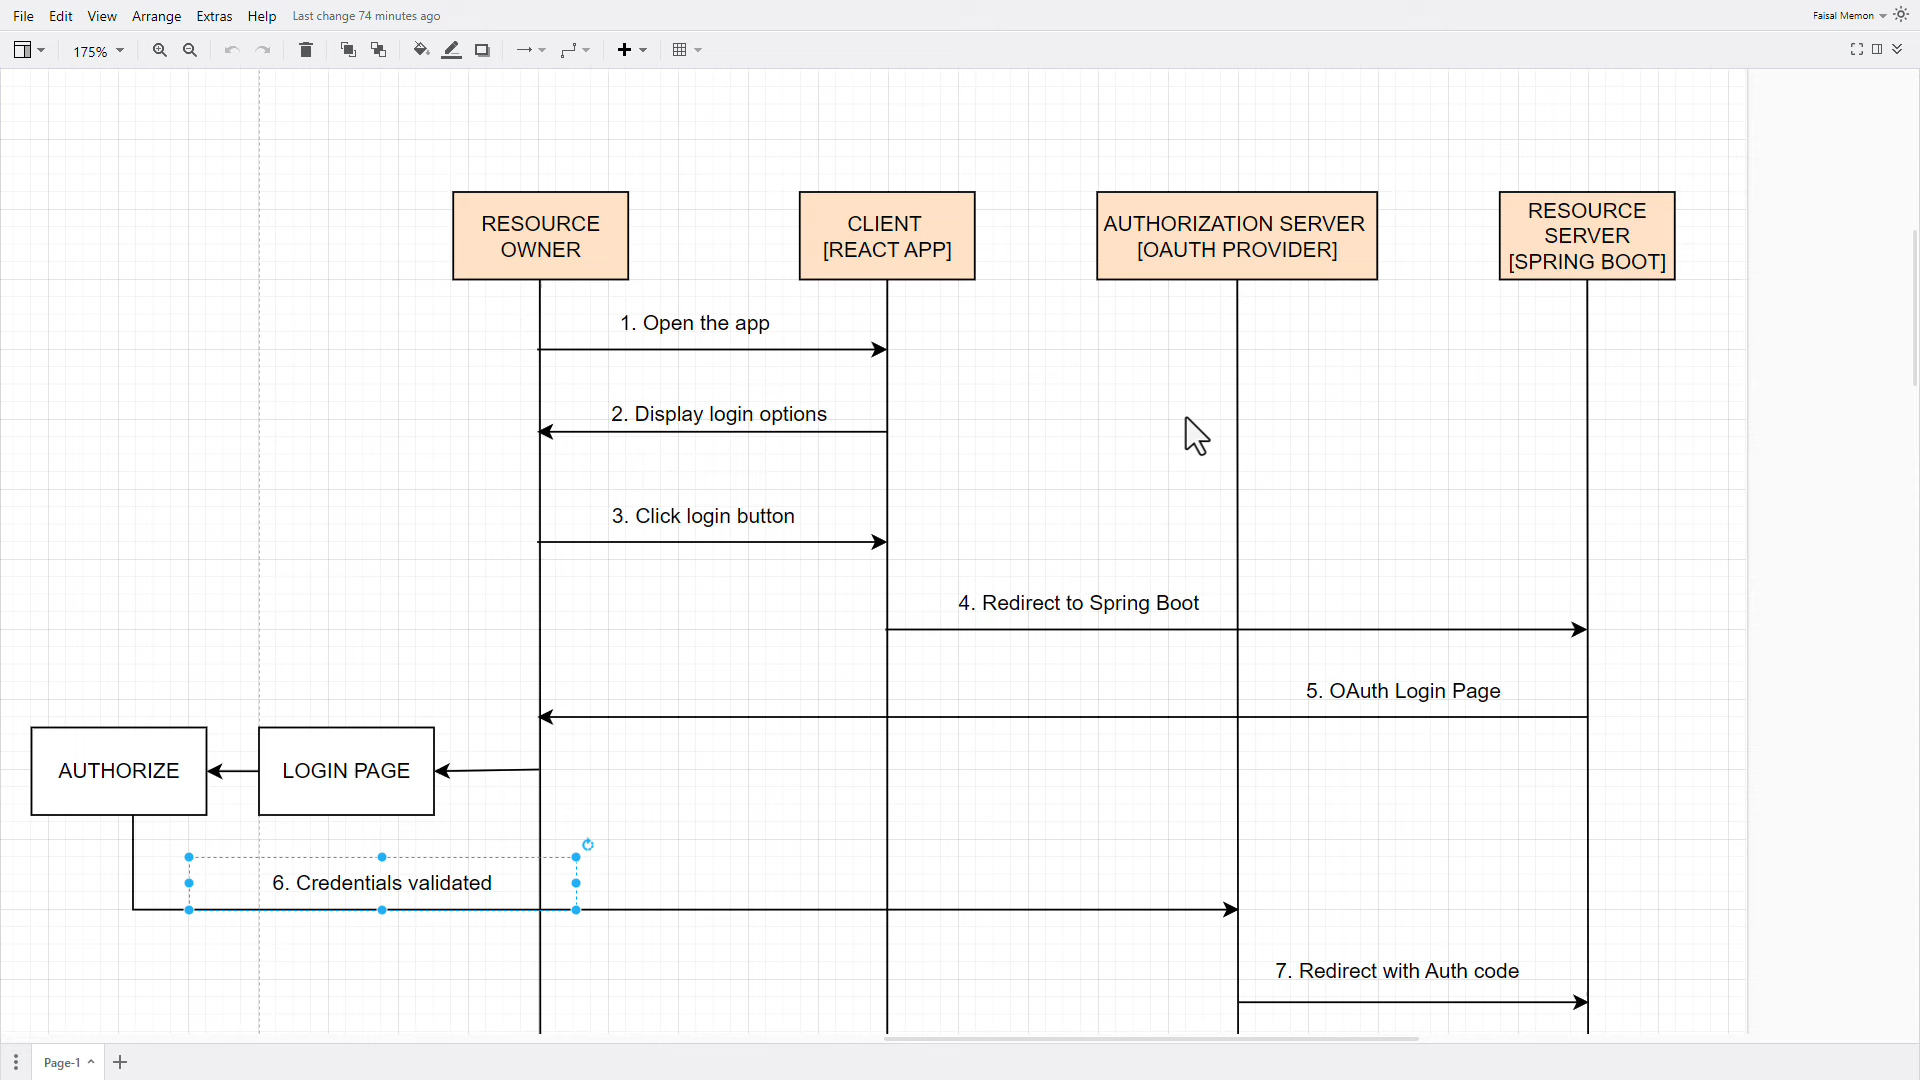 File Edit View Arrange Extras Help Last change 74 minutes ago Faisal Memon
175%
RESOURCE
OWNER
CLIENT
[REACT APP]
AUTHORIZATION SERVER
[OAUTH PROVIDER]
RESOURCE
SERVER
[SPRING BOOT]
1. Open the app
2. Display login options
3. Click login button
4. Redirect to Spring Boot
5. OAuth Login Page
AUTHORIZE
LOGIN PAGE
6. Credentials validated
7. Redirect with Auth code
Page-1